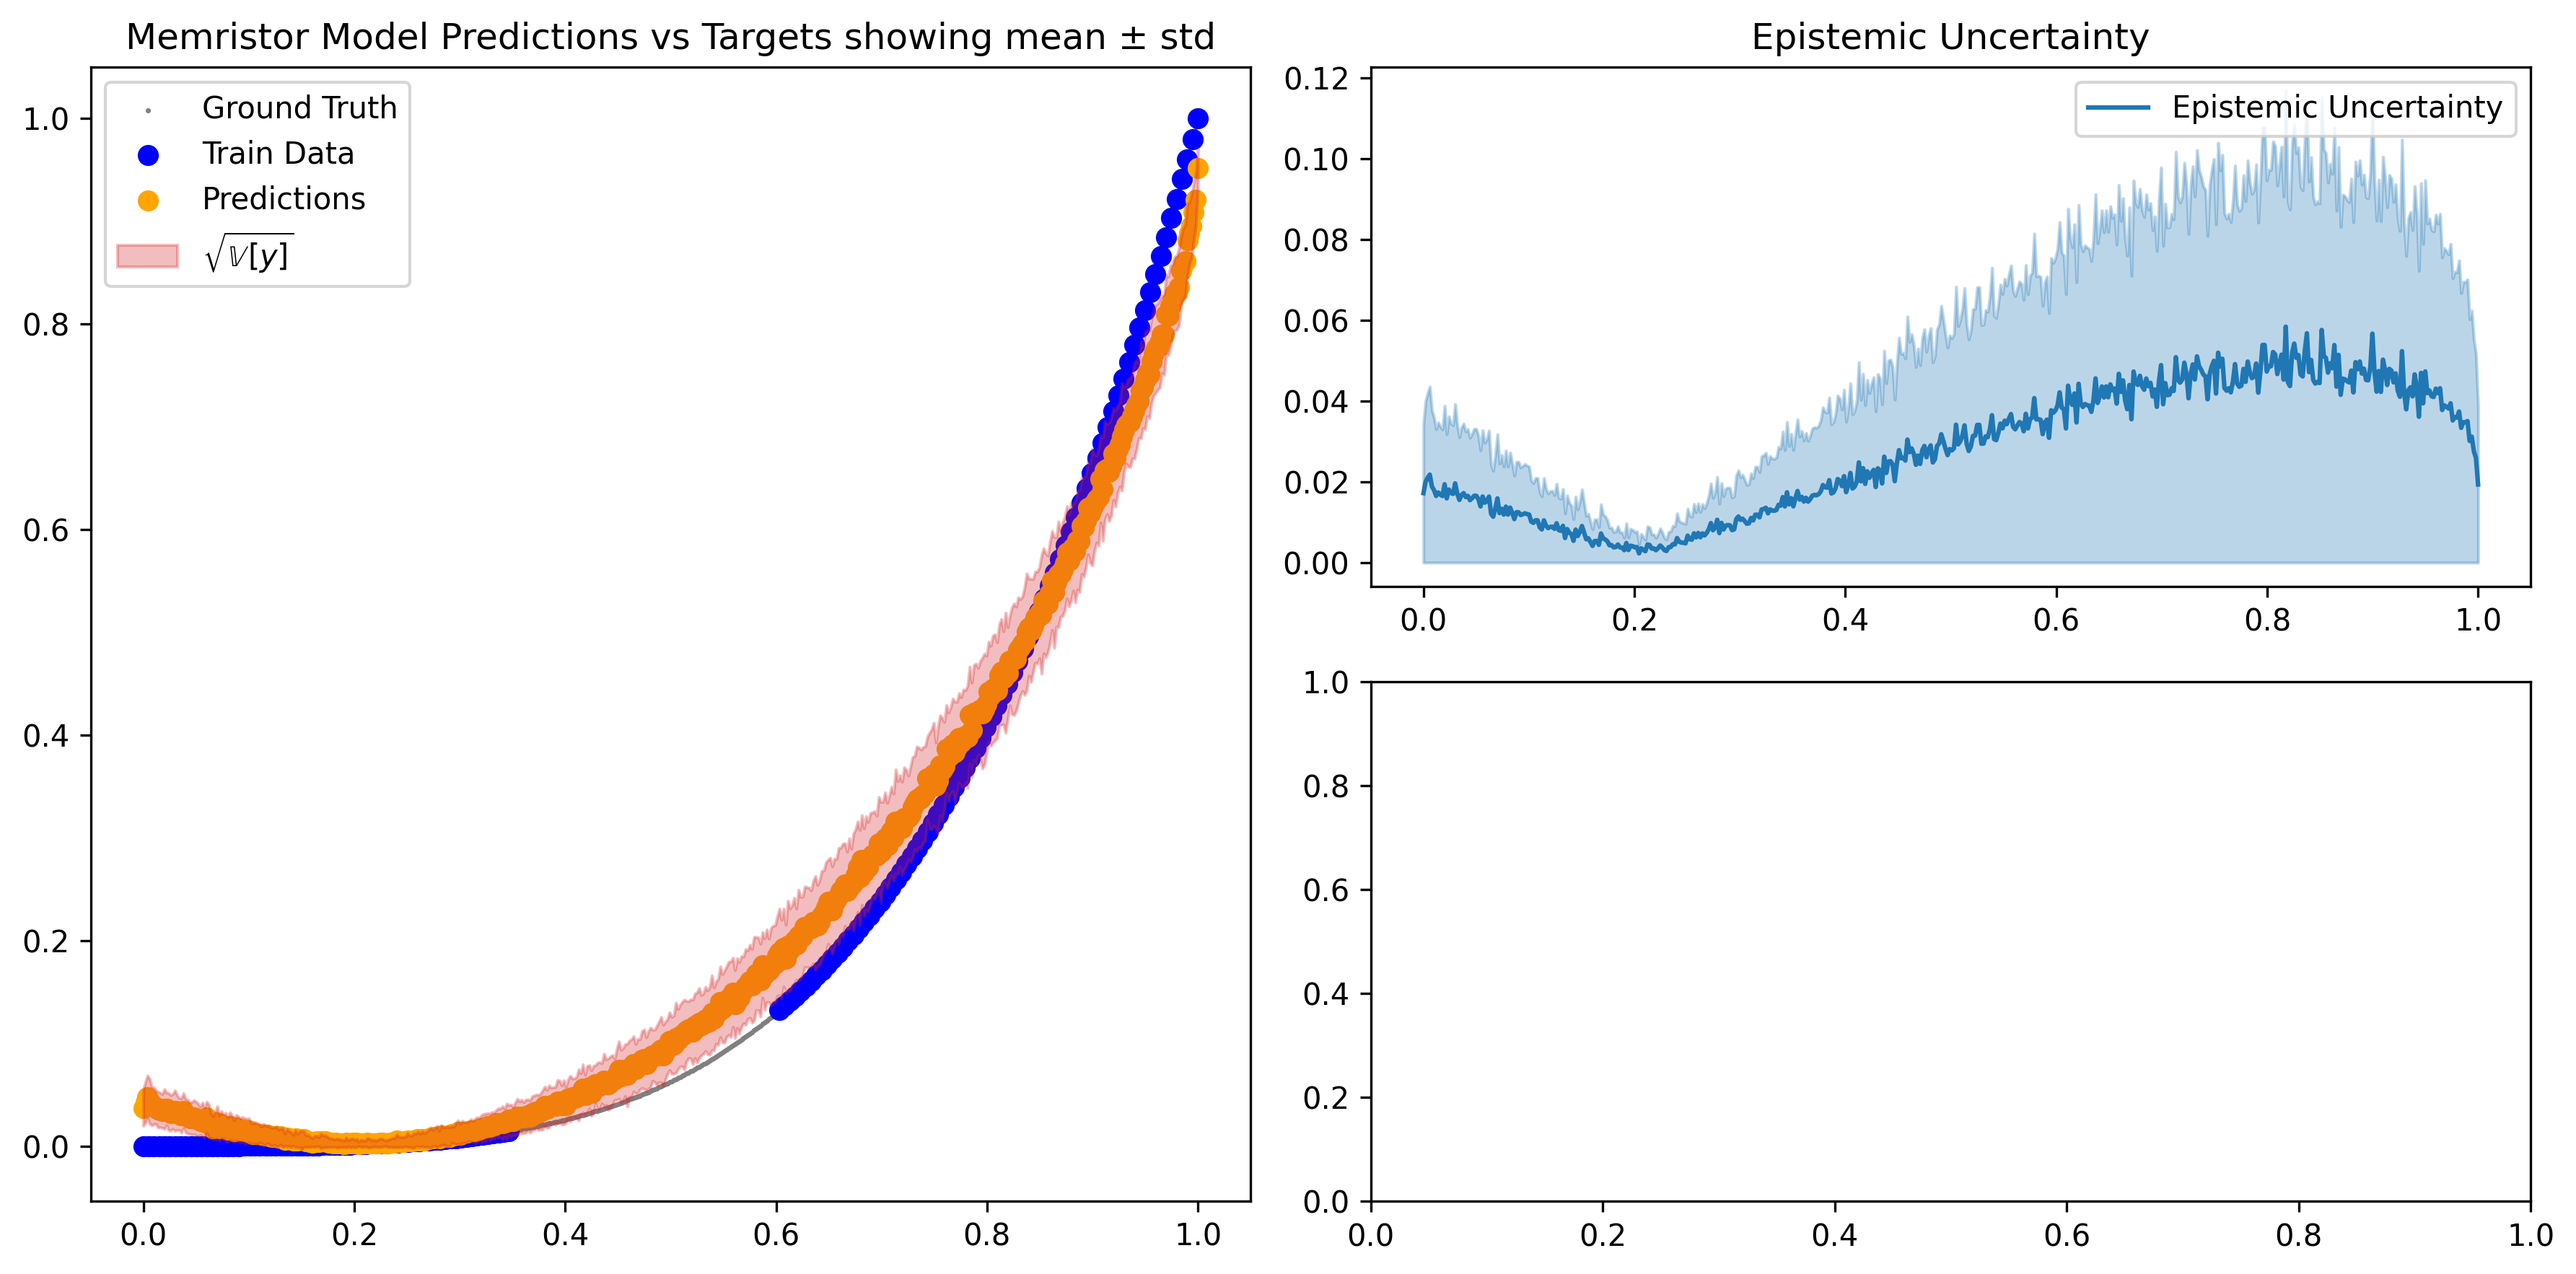 Memristor Model Predictions vs Targets showing mean ± std
Ground Truth
Train Data
Predictions
√𝕍[y]
1.0
0.8
0.6
0.4
0.2
0.0
0.0 0.2 0.4 0.6 0.8 1.0
Epistemic Uncertainty
Epistemic Uncertainty
0.12
0.10
0.08
0.06
0.04
0.02
0.00
0.0 0.2 0.4 0.6 0.8 1.0
1.0
0.8
0.6
0.4
0.2
0.0
0.0 0.2 0.4 0.6 0.8 1.0